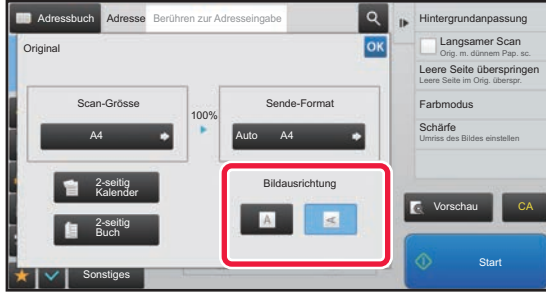 Adressbuch
Adresse
Berühren zur Adresseingabe
Original
OK
Scan-Grösse
A4
100%
Sende-Format
Auto A4
2-seitig
Kalender
2-seitig
Buch
Bildausrichtung
A
A
Sonstiges
Hintergrundanpassung
Langsamer Scan
Orig. m. dünnem Pap. sc.
Leere Seite überspringen
Leere Seite im Orig. überspr.
Farbmodus
Schärfe
Umriss des Bildes einstellen
Vorschau
CA
Start